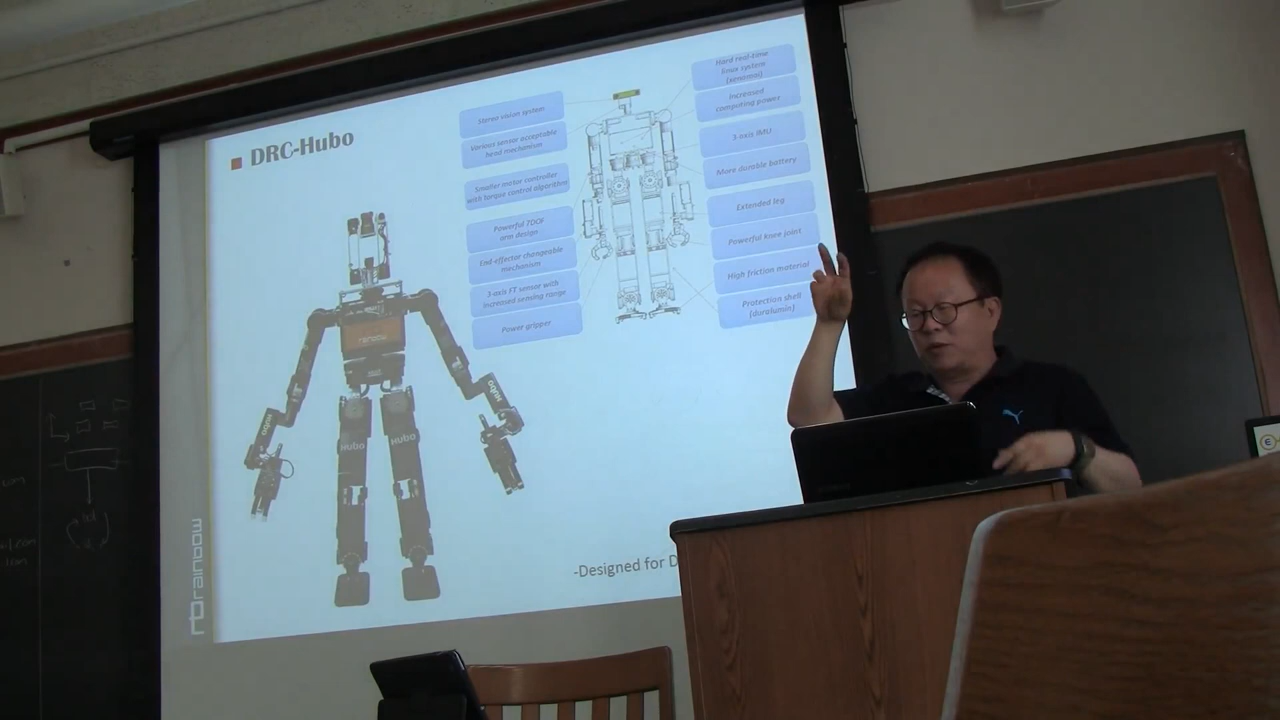 DRC-Hubo
Stereo vision system
Various sensor acceptable
head mechanism
Smaller motor controller
with torque control algorithm
Powerful 7DOF
arm design
End-effector changeable
mechanism
3-axis FT sensor with
increased sensing range
Power gripper
Hard real-time
linux system
(xenomai)
Increased
computing power
3-axis IMU
More durable battery
Extended leg
Powerful Knee joint
High friction material
Protection shell
(duralumin)
rainbow
HUBO
HUBO
Hubo
Hubo
rainbow
-Designed for D